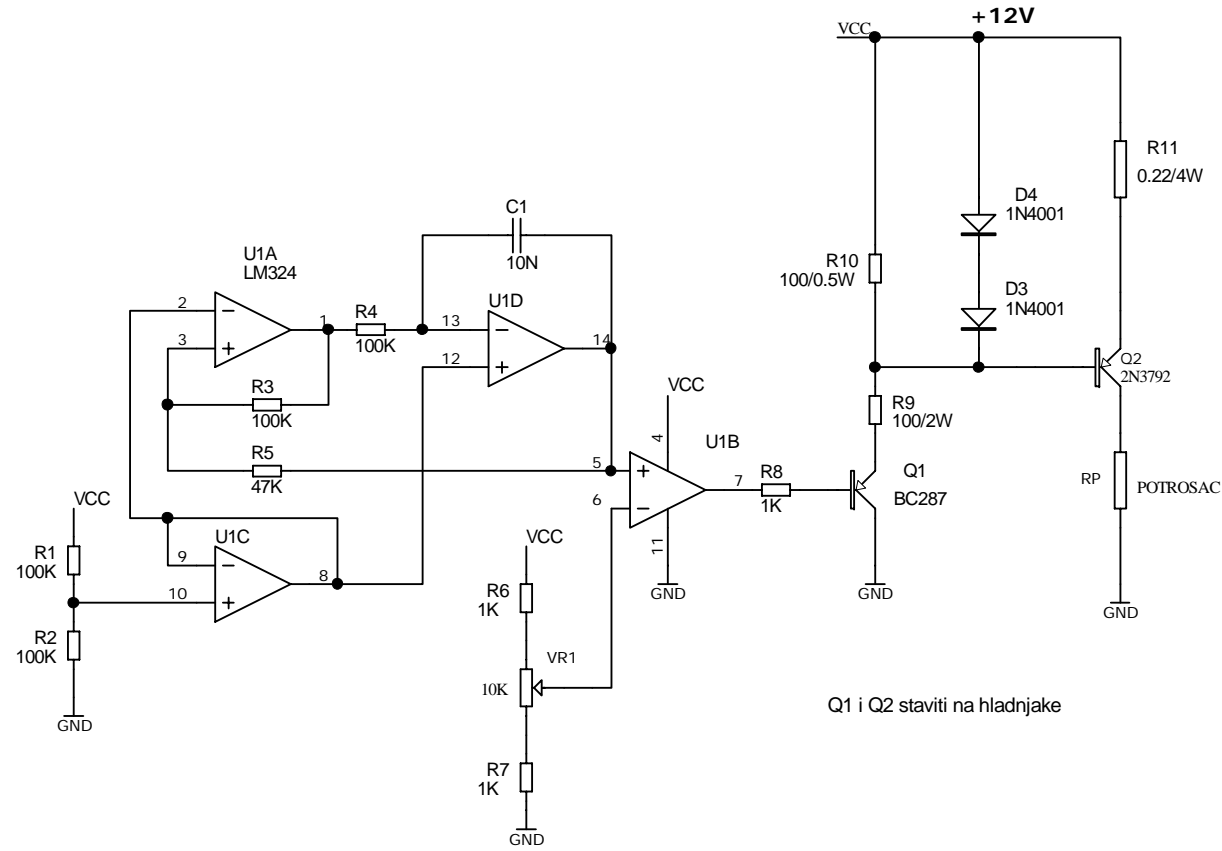 +12V
VCC
R11
0.22/4W
D4
1N4001
C1
10N
U1A
LM324
R10
100/0.5W
D3
1N4001
U1D
2
1
R4
100K
13
3
12
14
Q2
2N3792
R3
100K
VCC
R9
100/2W
4
U1B
R5
47K
5
Q1
BC287
7
R8
1K
RP
POTROSAC
6
VCC
VCC
U1C
R1
100K
9
8
11
10
GND
GND
GND
R6
1K
R2
100K
VR1
10K
GND
Q1 i Q2 staviti na hladnjake
R7
1K
GND